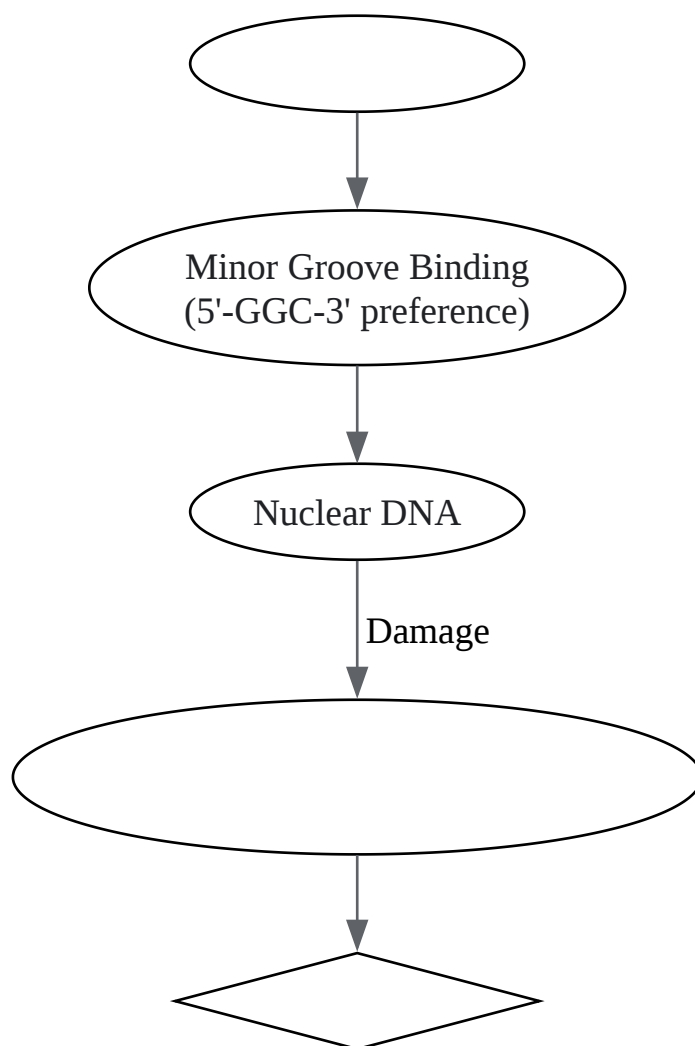 Minor Groove Binding
(5'-GGC-3' preference)
Nuclear DNA
Damage